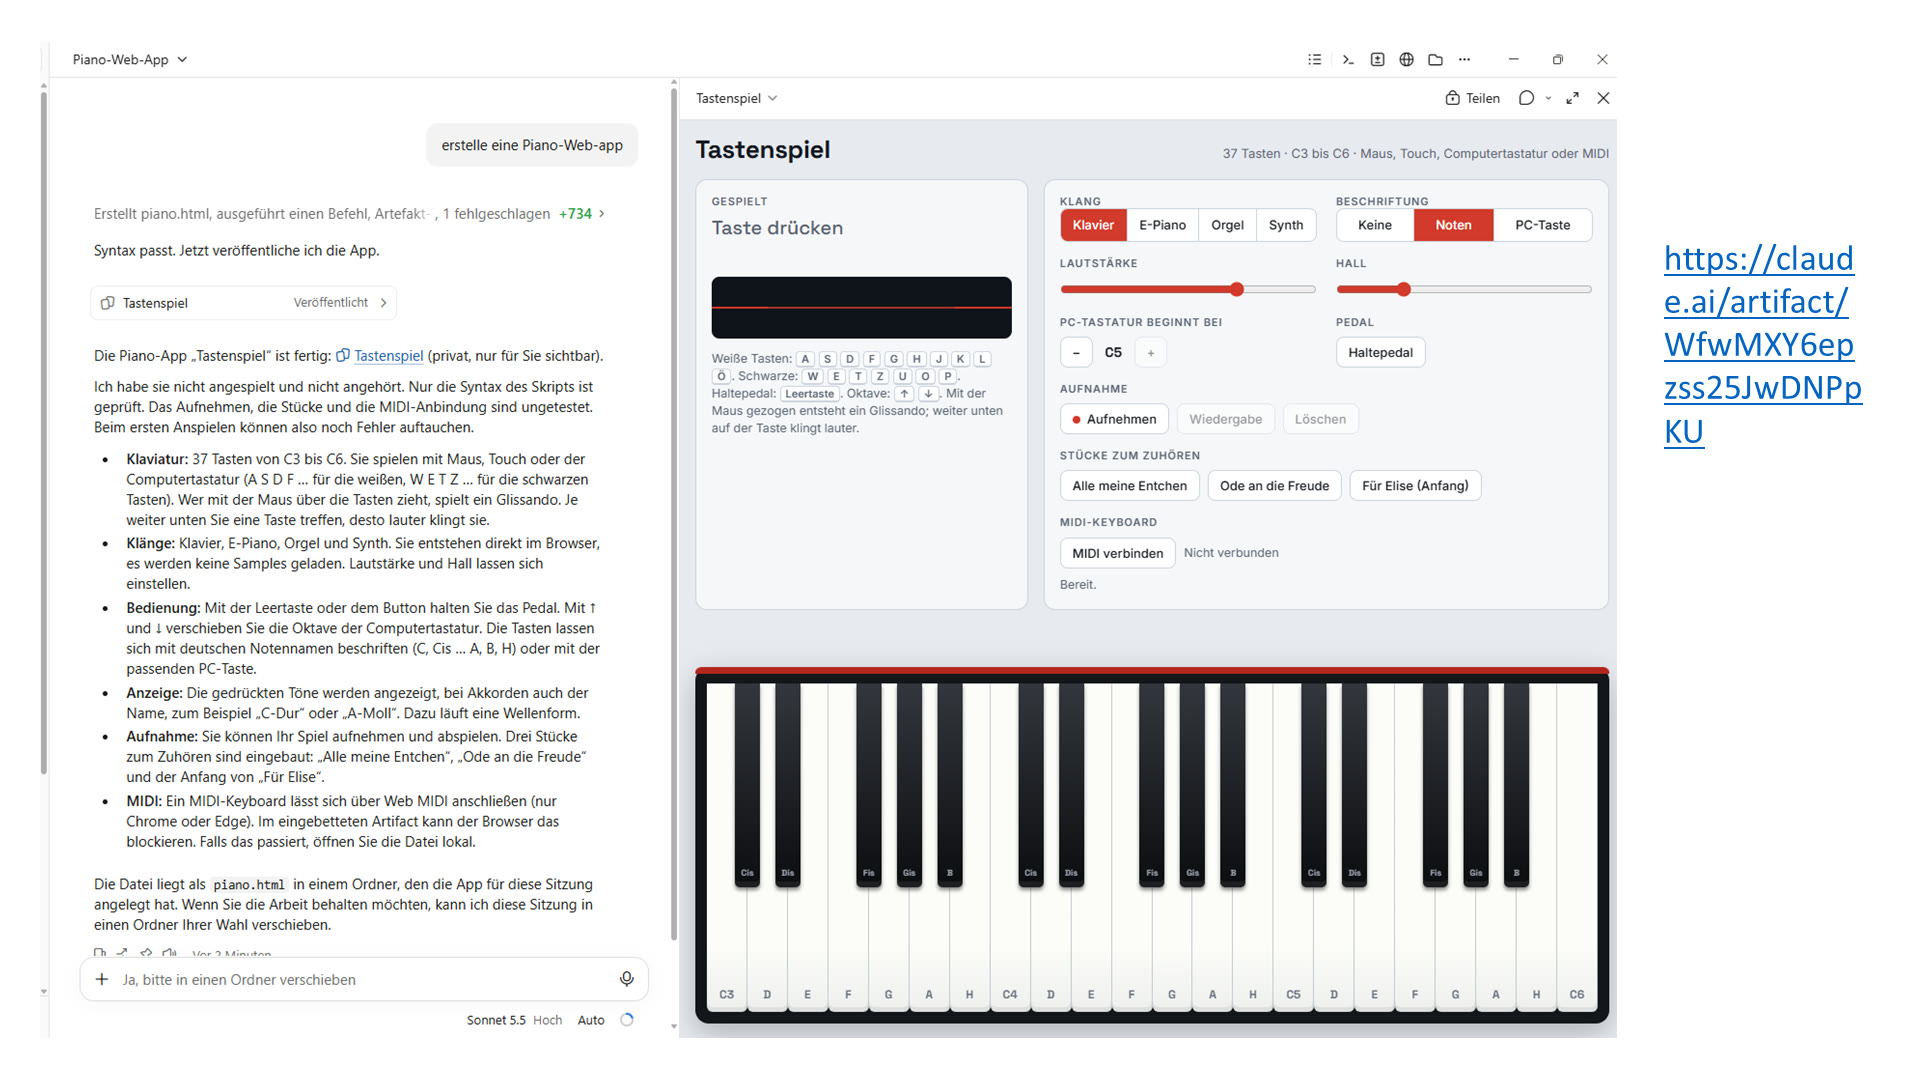 Piano-Web-App
erstelle eine Piano-Web-app
Erstellt piano.html, ausgeführt einen Befehl, Artefakt- , 1 fehlgeschlagen +734
Syntax passt. Jetzt veröffentliche ich die App.
Tastenspiel Veröffentlicht
Die Piano-App „Tastenspiel“ ist fertig: Tastenspiel (privat, nur für Sie sichtbar).
Ich habe sie nicht angespielt und nicht angehört. Nur die Syntax des Skripts ist
geprüft. Das Aufnehmen, die Stücke und die MIDI-Anbindung sind ungetestet.
Beim ersten Anspielen können also noch Fehler auftauchen.
• Klaviatur: 37 Tasten von C3 bis C6. Sie spielen mit Maus, Touch oder der
Computertastatur (A S D F … für die weißen, W E T Z … für die schwarzen
Tasten). Wer mit der Maus über die Tasten zieht, spielt ein Glissando. Je
weiter unten Sie eine Taste treffen, desto lauter klingt sie.
• Klänge: Klavier, E-Piano, Orgel und Synth. Sie entstehen direkt im Browser,
es werden keine Samples geladen. Lautstärke und Hall lassen sich
einstellen.
• Bedienung: Mit der Leertaste oder dem Button halten Sie das Pedal. Mit ↑
und ↓ verschieben Sie die Oktave der Computertastatur. Die Tasten lassen
sich mit deutschen Notennamen beschriften (C, Cis … A, B, H) oder mit der
passenden PC-Taste.
• Anzeige: Die gedrückten Töne werden angezeigt, bei Akkorden auch der
Name, zum Beispiel „C-Dur“ oder „A-Moll“. Dazu läuft eine Wellenform.
• Aufnahme: Sie können Ihr Spiel aufnehmen und abspielen. Drei Stücke
zum Zuhören sind eingebaut: „Alle meine Entchen“, „Ode an die Freude“
und der Anfang von „Für Elise“.
• MIDI: Ein MIDI-Keyboard lässt sich über Web MIDI anschließen (nur
Chrome oder Edge). Im eingebetteten Artifact kann der Browser das
blockieren. Falls das passiert, öffnen Sie die Datei lokal.
Die Datei liegt als piano.html in einem Ordner, den die App für diese Sitzung
angelegt hat. Wenn Sie die Arbeit behalten möchten, kann ich diese Sitzung in
einen Ordner Ihrer Wahl verschieben.
Vor 2 Minuten
Ja, bitte in einen Ordner verschieben
Sonnet 5.5 Hoch Auto
Tastenspiel
Teilen
Tastenspiel
37 Tasten · C3 bis C6 · Maus, Touch, Computertastatur oder MIDI
GESPIELT
Taste drücken
Weiße Tasten: A S D F G H J K L
Ö . Schwarze: W E T Z U O P .
Haltepedal: Leertaste . Oktave: ↑ ↓ . Mit der
Maus gezogen entsteht ein Glissando; weiter unten
auf der Taste klingt lauter.
KLANG
Klavier E-Piano Orgel Synth
BESCHRIFTUNG
Keine Noten PC-Taste
LAUTSTÄRKE
HALL
PC-TASTATUR BEGINNT BEI
− C5 +
PEDAL
Haltepedal
AUFNAHME
Aufnehmen Wiedergabe Löschen
STÜCKE ZUM ZUHÖREN
Alle meine Entchen Ode an die Freude Für Elise (Anfang)
MIDI-KEYBOARD
MIDI verbinden Nicht verbunden
Bereit.
Cis Dis Fis Gis B Cis Dis Fis Gis B Cis Dis Fis Gis B
C3 D E F G A H C4 D E F G A H C5 D E F G A H C6
https://claud
e.ai/artifact/
WfwMXY6ep
zss25JwDNPp
KU